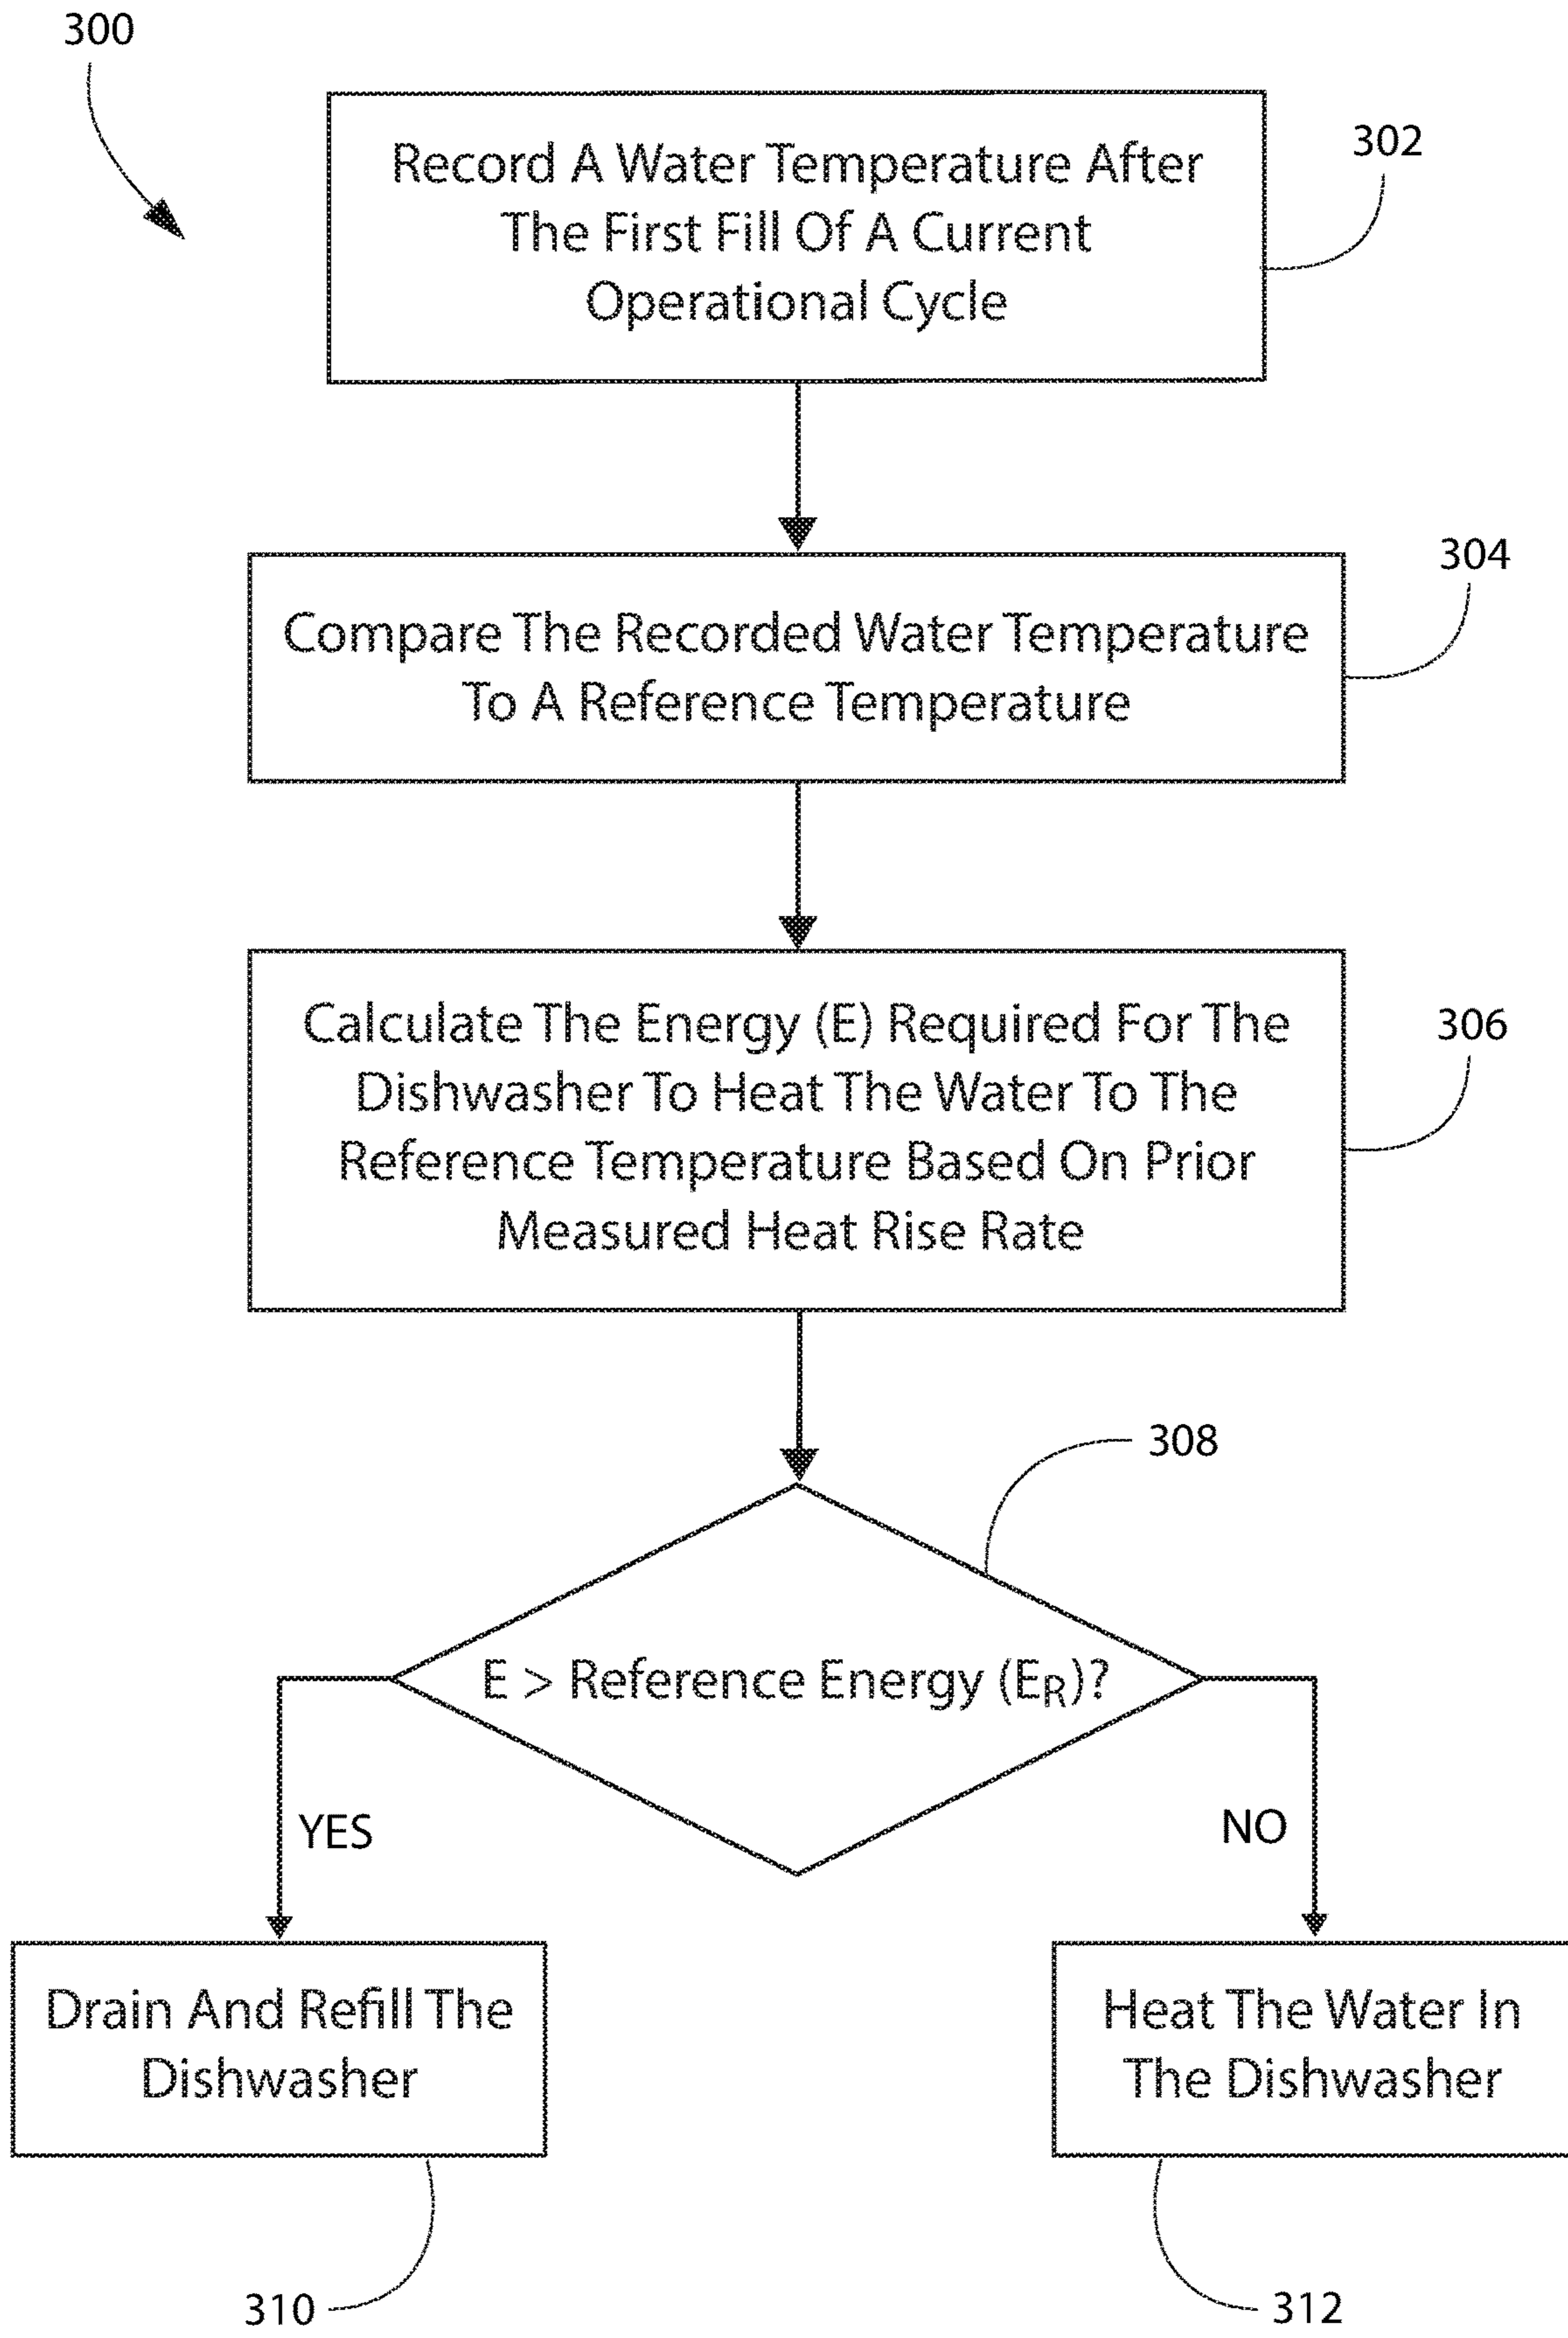 300
Record A Water Temperature After
The First Fill Of A Current
Operational Cycle
302
Compare The Recorded Water Temperature
To A Reference Temperature
304
Calculate The Energy (E) Required For The
Dishwasher To Heat The Water To The
Reference Temperature Based On Prior
Measured Heat Rise Rate
306
308
E > Reference Energy (ER)?
YES
NO
Drain And Refill The
Dishwasher
Heat The Water In
The Dishwasher
310
312